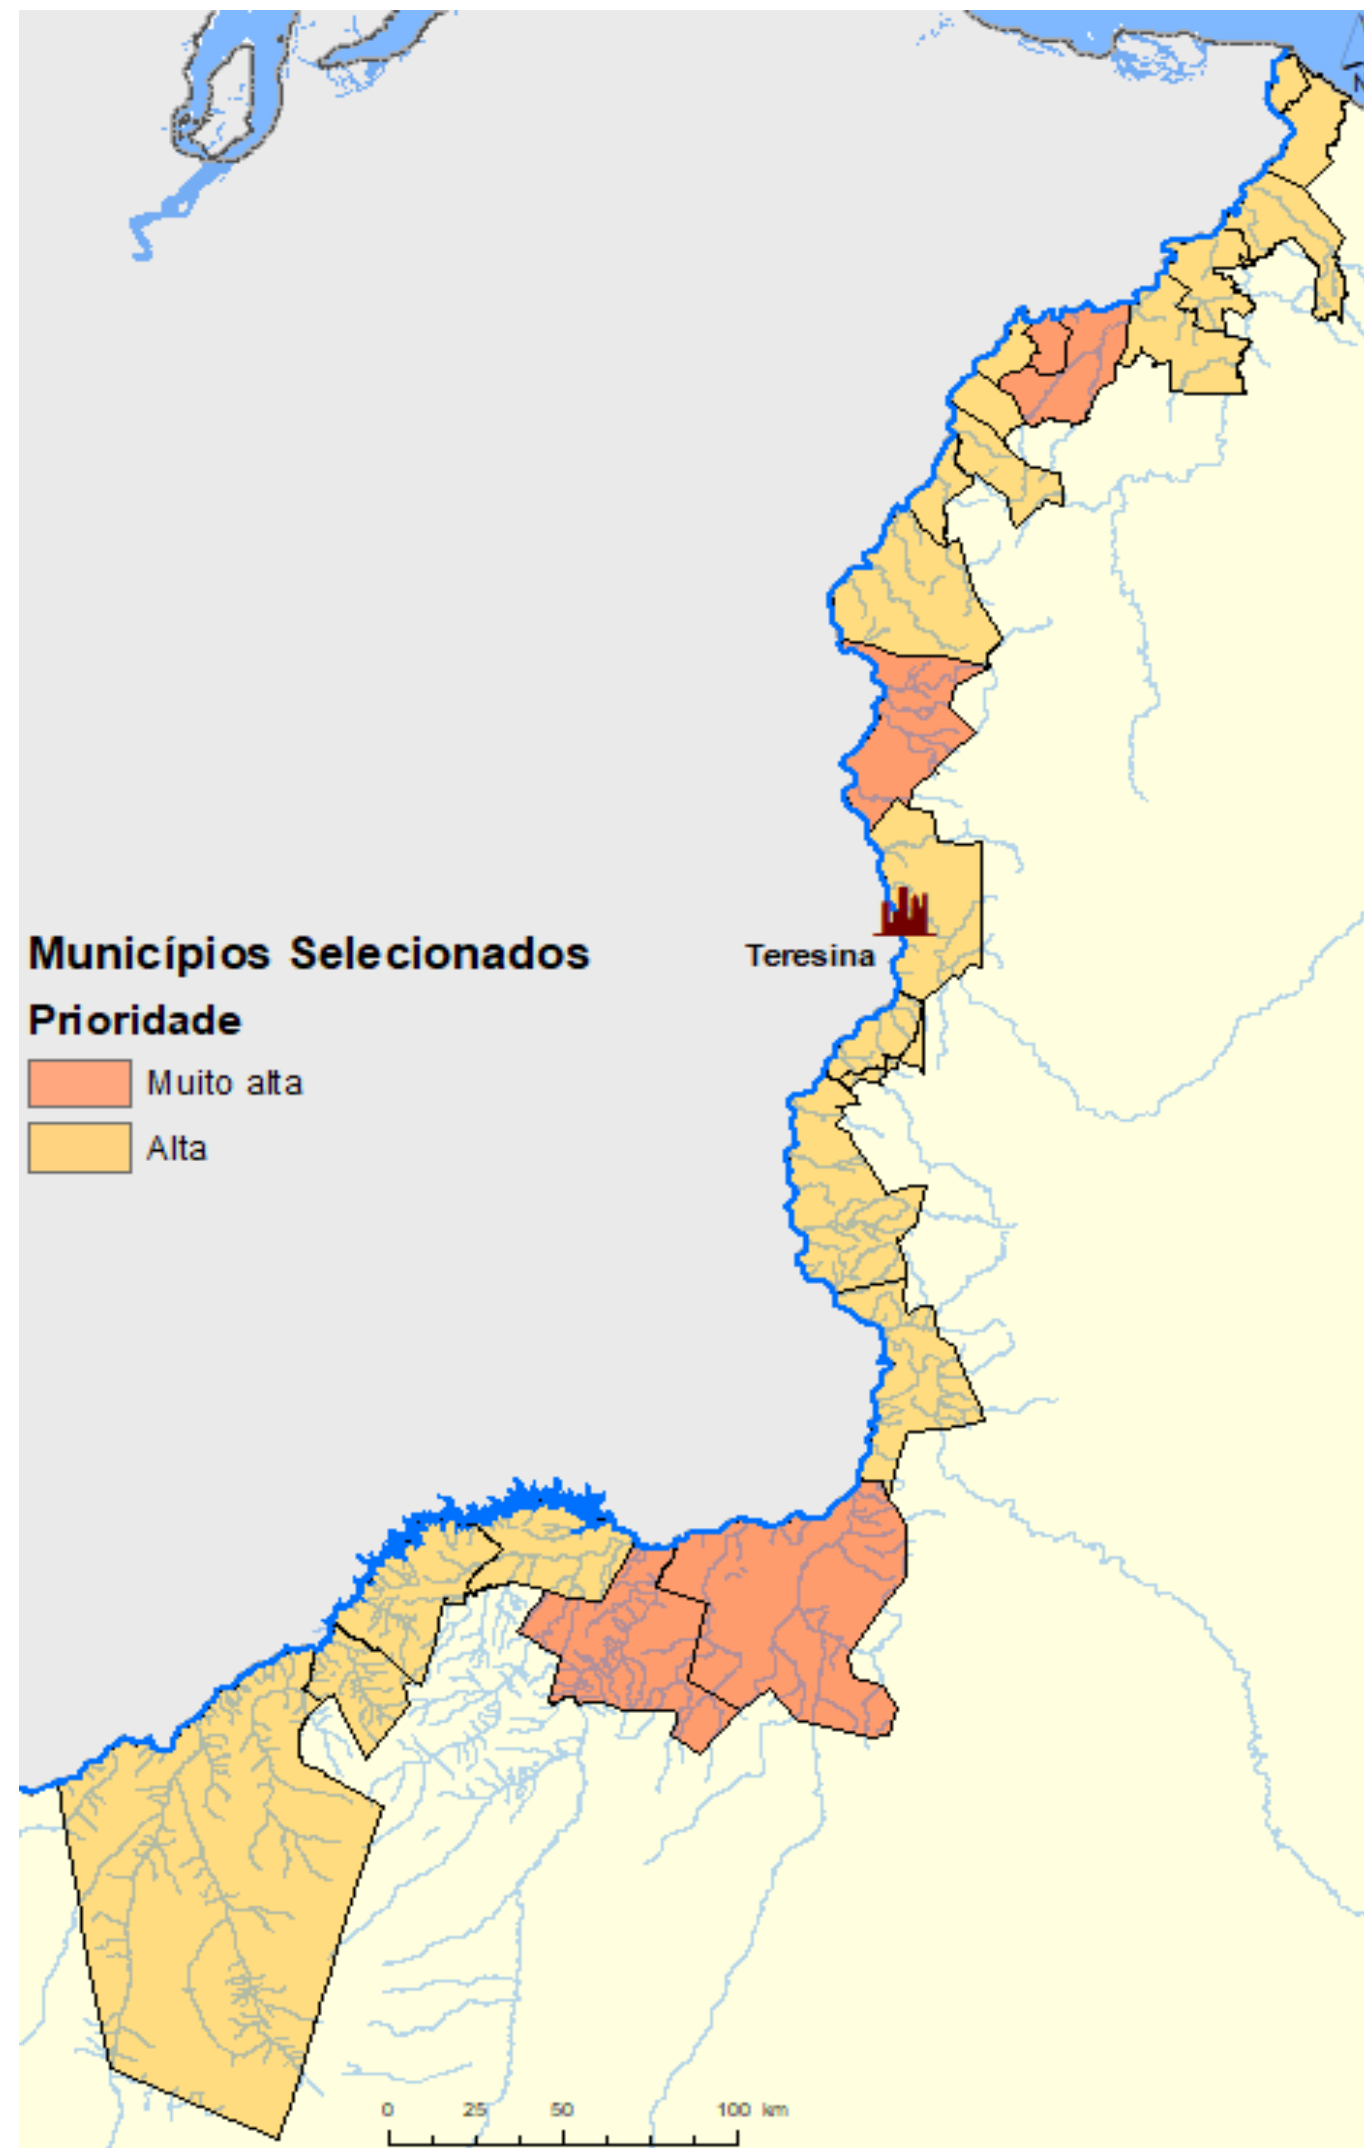 N
Municípios Selecionados
Teresina
Prioridade
Muito alta
Alta
0 25 50 100 km